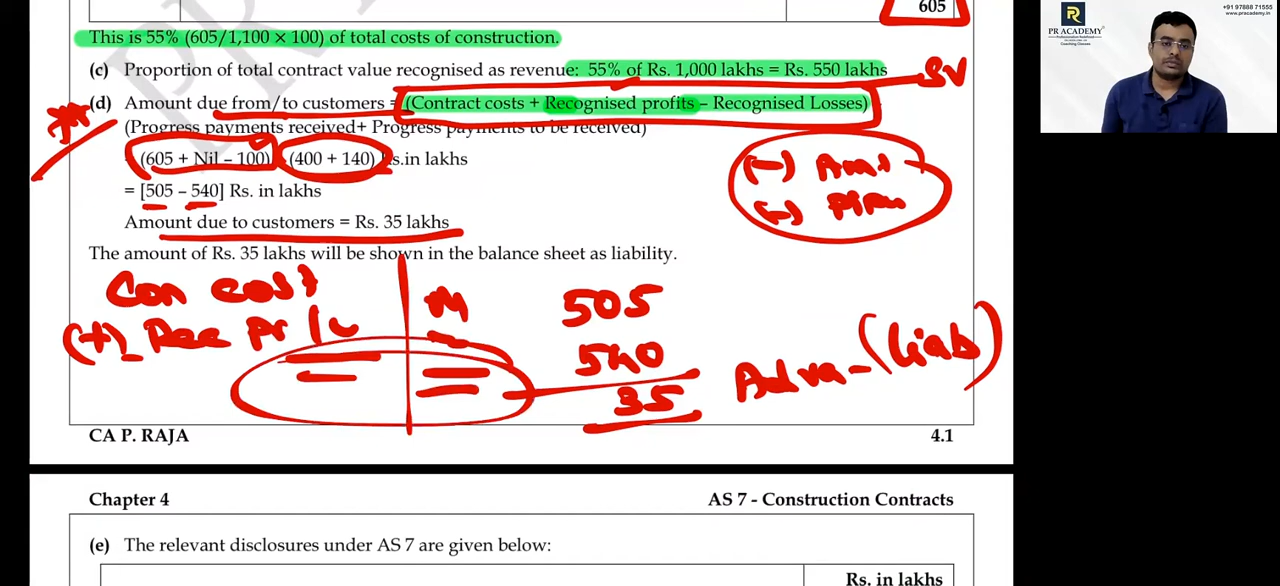 605
This is 55% (605/1,100 × 100) of total costs of construction.
(c) Proportion of total contract value recognised as revenue: 55% of Rs. 1,000 lakhs = Rs. 550 lakhs
(d) Amount due from/to customers = (Contract costs + Recognised profits – Recognised Losses)
(Progress payments received+ Progress payments to be received)
(605 + Nil – 100) (400 + 140) Rs.in lakhs
= [505 – 540] Rs. in lakhs
Amount due to customers = Rs. 35 lakhs
The amount of Rs. 35 lakhs will be shown in the balance sheet as liability.
Con cost
(+) Rec Pr/L
505
540
35
Adva - (Liab)
CA P. RAJA 4.1
Chapter 4 AS 7 - Construction Contracts
(e) The relevant disclosures under AS 7 are given below:
Rs. in lakhs
PR ACADEMY
+91 97888 71555
www.pracademy.in